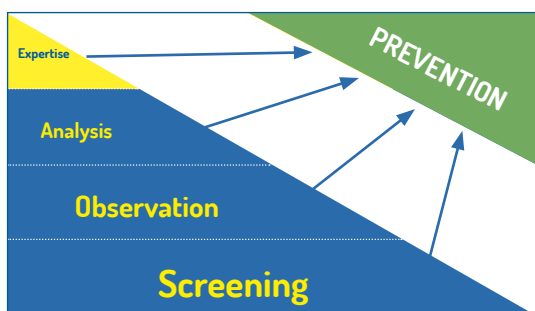 PREVENTION
Expertise
Analysis
Observation
Screening